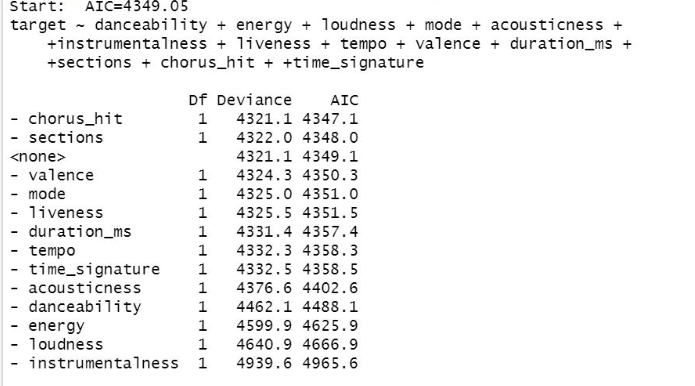 Start:  AIC=4349.05
target ~ danceability + energy + loudness + mode + acousticness +
    +instrumentalness + liveness + tempo + valence + duration_ms +
    +sections + chorus_hit + +time_signature
                   Df Deviance    AIC
- chorus_hit        1   4321.1 4347.1
- sections          1   4322.0 4348.0
<none>                  4321.1 4349.1
- valence           1   4324.3 4350.3
- mode              1   4325.0 4351.0
- liveness          1   4325.5 4351.5
- duration_ms       1   4331.4 4357.4
- tempo             1   4332.3 4358.3
- time_signature    1   4332.5 4358.5
- acousticness      1   4376.6 4402.6
- danceability      1   4462.1 4488.1
- energy            1   4599.9 4625.9
- loudness          1   4640.9 4666.9
- instrumentalness  1   4939.6 4965.6